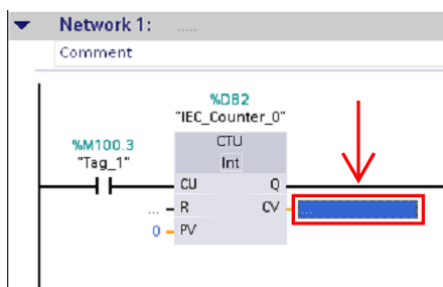 Network 1: .....
Comment
%DB2
"IEC_Counter_0"
%M100.3
"Tag_1"
CTU
Int
CU Q
... R CV ...
0 PV